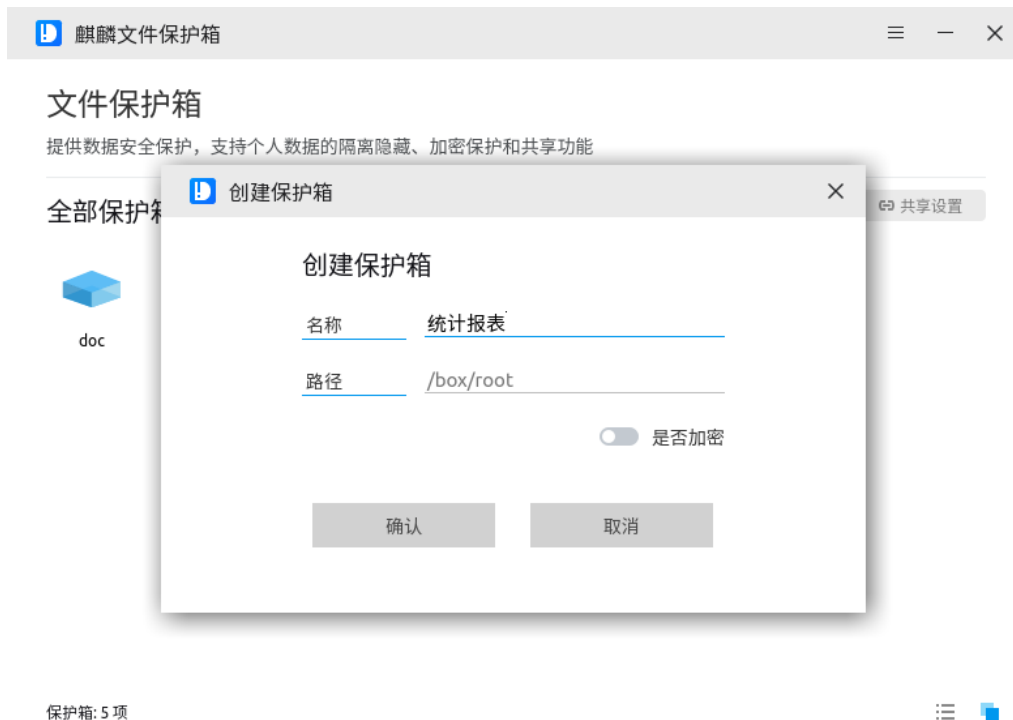 麒麟文件保护箱
文件保护箱
提供数据安全保护，支持个人数据的隔离隐藏、加密保护和共享功能
全部保护箱
共享设置
doc
创建保护箱
创建保护箱
名称 统计报表
路径 /box/root
是否加密
确认 取消
保护箱: 5 项